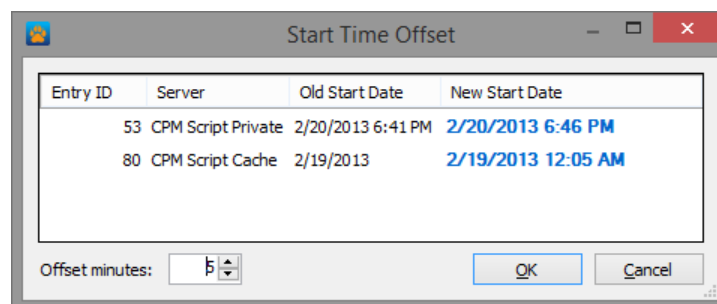 Start Time Offset
Entry ID Server Old Start Date New Start Date
53 CPM Script Private 2/20/2013 6:41 PM 2/20/2013 6:46 PM
80 CPM Script Cache 2/19/2013 2/19/2013 12:05 AM
Offset minutes: 5 OK Cancel